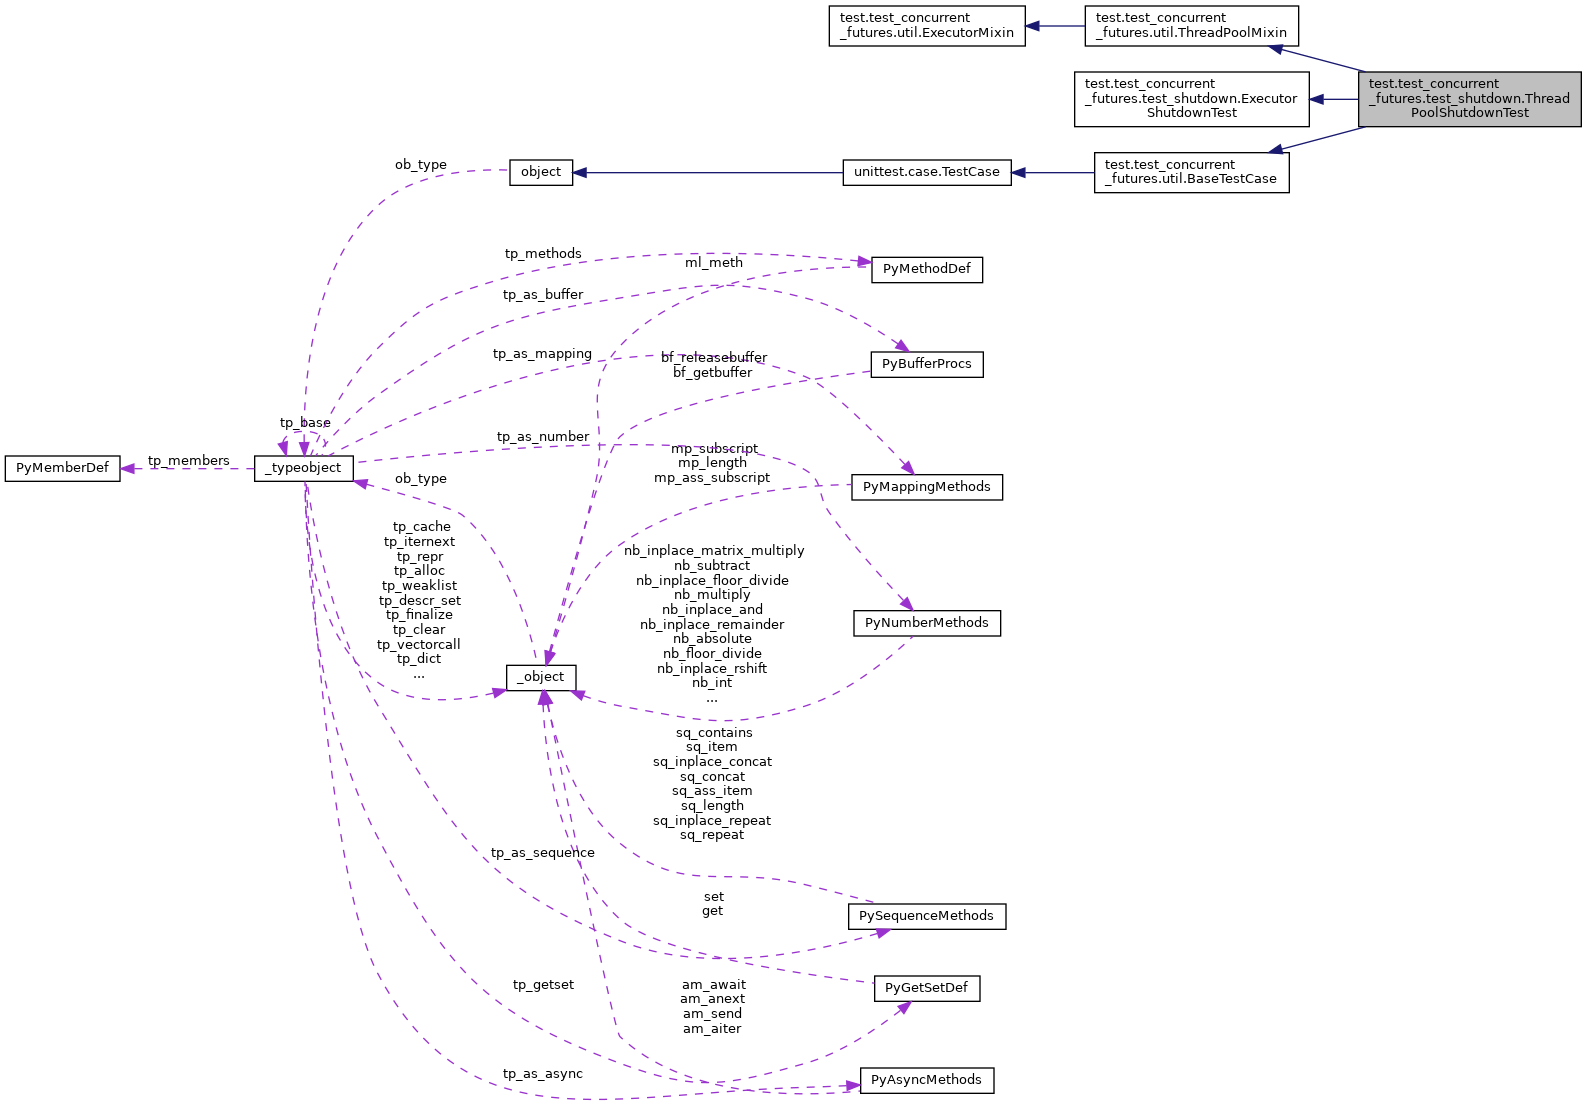 test.test_concurrent
_futures.util.ExecutorMixin
test.test_concurrent
_futures.util.ThreadPoolMixin
test.test_concurrent
_futures.test_shutdown.Executor
ShutdownTest
test.test_concurrent
_futures.test_shutdown.Thread
PoolShutdownTest
ob_type
object
unittest.case.TestCase
test.test_concurrent
_futures.util.BaseTestCase
tp_methods
ml_meth
PyMethodDef
tp_as_buffer
tp_as_mapping
bf_releasebuffer
bf_getbuffer
PyBufferProcs
tp_base
tp_as_number
PyMemberDef
tp_members
_typeobject
ob_type
mp_subscript
mp_length
mp_ass_subscript
PyMappingMethods
tp_cache
tp_iternext
tp_repr
tp_alloc
tp_weaklist
tp_descr_set
tp_finalize
tp_clear
tp_vectorcall
tp_dict
...
nb_inplace_matrix_multiply
nb_subtract
nb_inplace_floor_divide
nb_multiply
nb_inplace_and
nb_inplace_remainder
nb_absolute
nb_floor_divide
nb_inplace_rshift
nb_int
...
PyNumberMethods
_object
sq_contains
sq_item
sq_inplace_concat
sq_concat
sq_ass_item
sq_length
sq_inplace_repeat
sq_repeat
tp_as_sequence
set
get
PySequenceMethods
tp_getset
am_await
am_anext
am_send
am_aiter
PyGetSetDef
tp_as_async
PyAsyncMethods